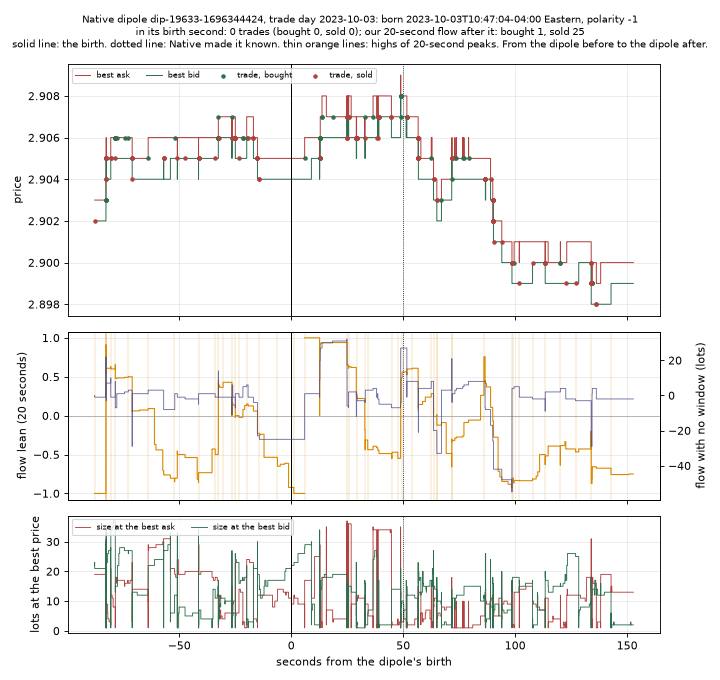 Native dipole dip-19633-1696344424, trade day 2023-10-03: born 2023-10-03T10:47:04-04:00 Eastern, polarity -1
in its birth second: 0 trades (bought 0, sold 0); our 20-second flow after it: bought 1, sold 25
solid line: the birth. dotted line: Native made it known. thin orange lines: highs of 20-second peaks. From the dipole before to the dipole after.
best ask
best bid
trade, bought
trade, sold
2.908
2.906
2.904
2.902
2.900
2.898
price
1.0
0.5
0.0
−0.5
−1.0
flow lean (20 seconds)
20
0
−20
−40
flow with no window (lots)
size at the best ask
size at the best bid
30
20
10
0
lots at the best price
−50
0
50
100
150
seconds from the dipole's birth